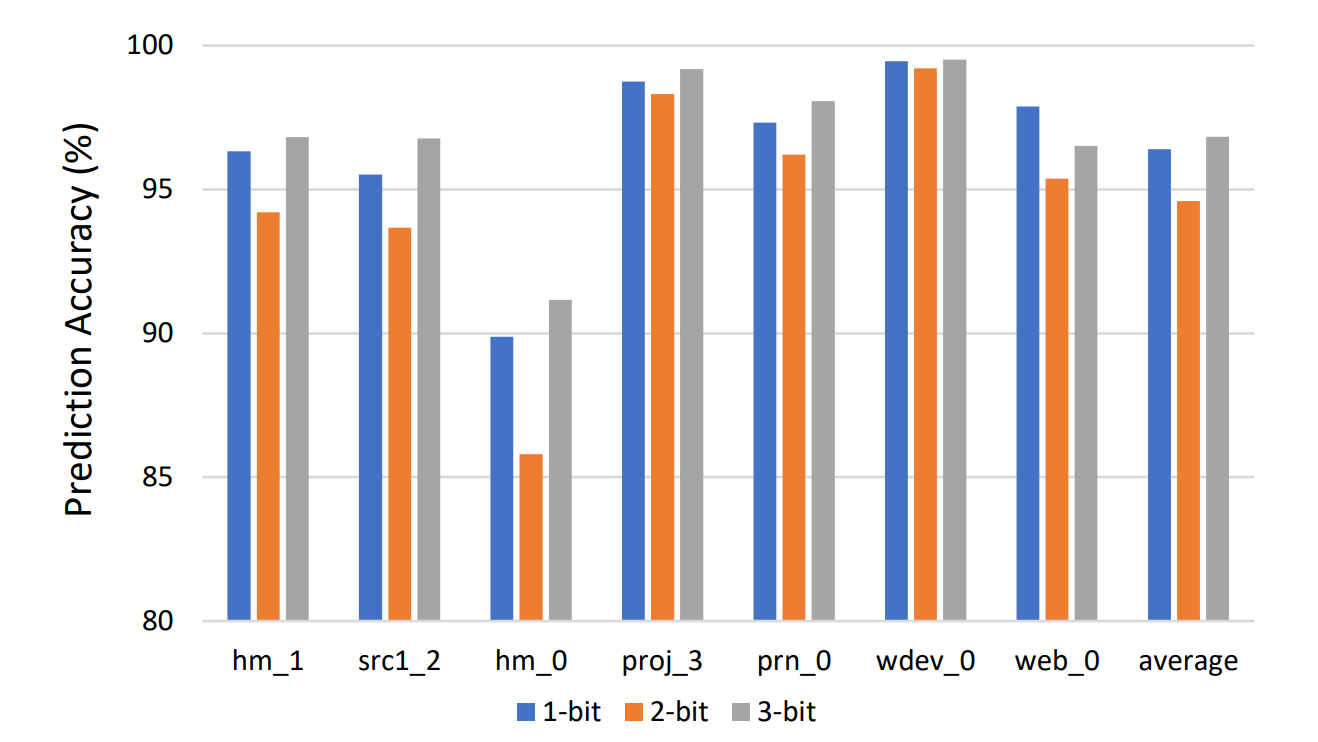 Prediction Accuracy (%)
100
95
90
85
80
hm_1 src1_2 hm_0 proj_3 prn_0 wdev_0 web_0 average
1-bit 2-bit 3-bit